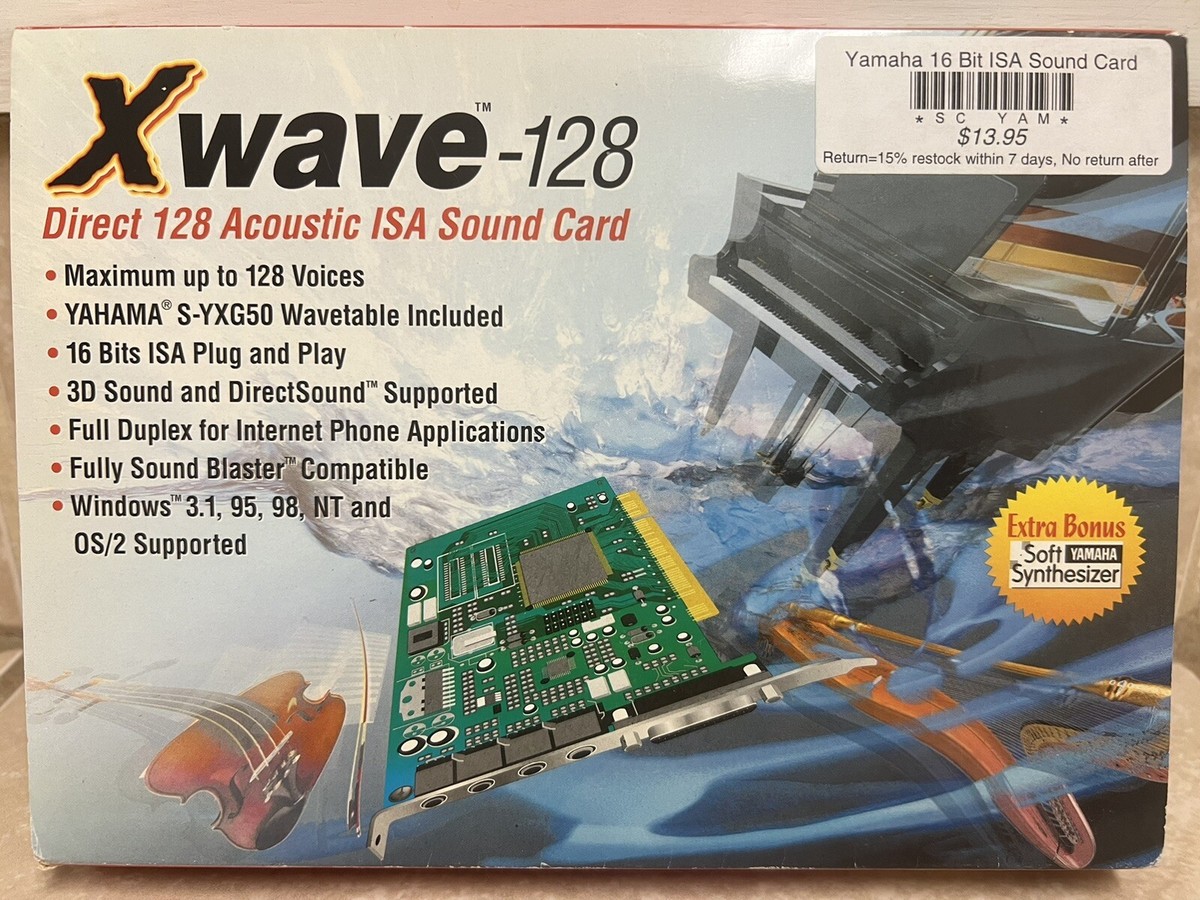 Xwave™-128
Direct 128 Acoustic ISA Sound Card
• Maximum up to 128 Voices
• YAHAMA® S-YXG50 Wavetable Included
• 16 Bits ISA Plug and Play
• 3D Sound and DirectSound™ Supported
• Full Duplex for Internet Phone Applications
• Fully Sound Blaster™ Compatible
• Windows™ 3.1, 95, 98, NT and
OS/2 Supported
Yamaha 16 Bit ISA Sound Card
* S C Y A M *
$13.95
Return=15% restock within 7 days, No return after
Extra Bonus
Soft YAMAHA
Synthesizer